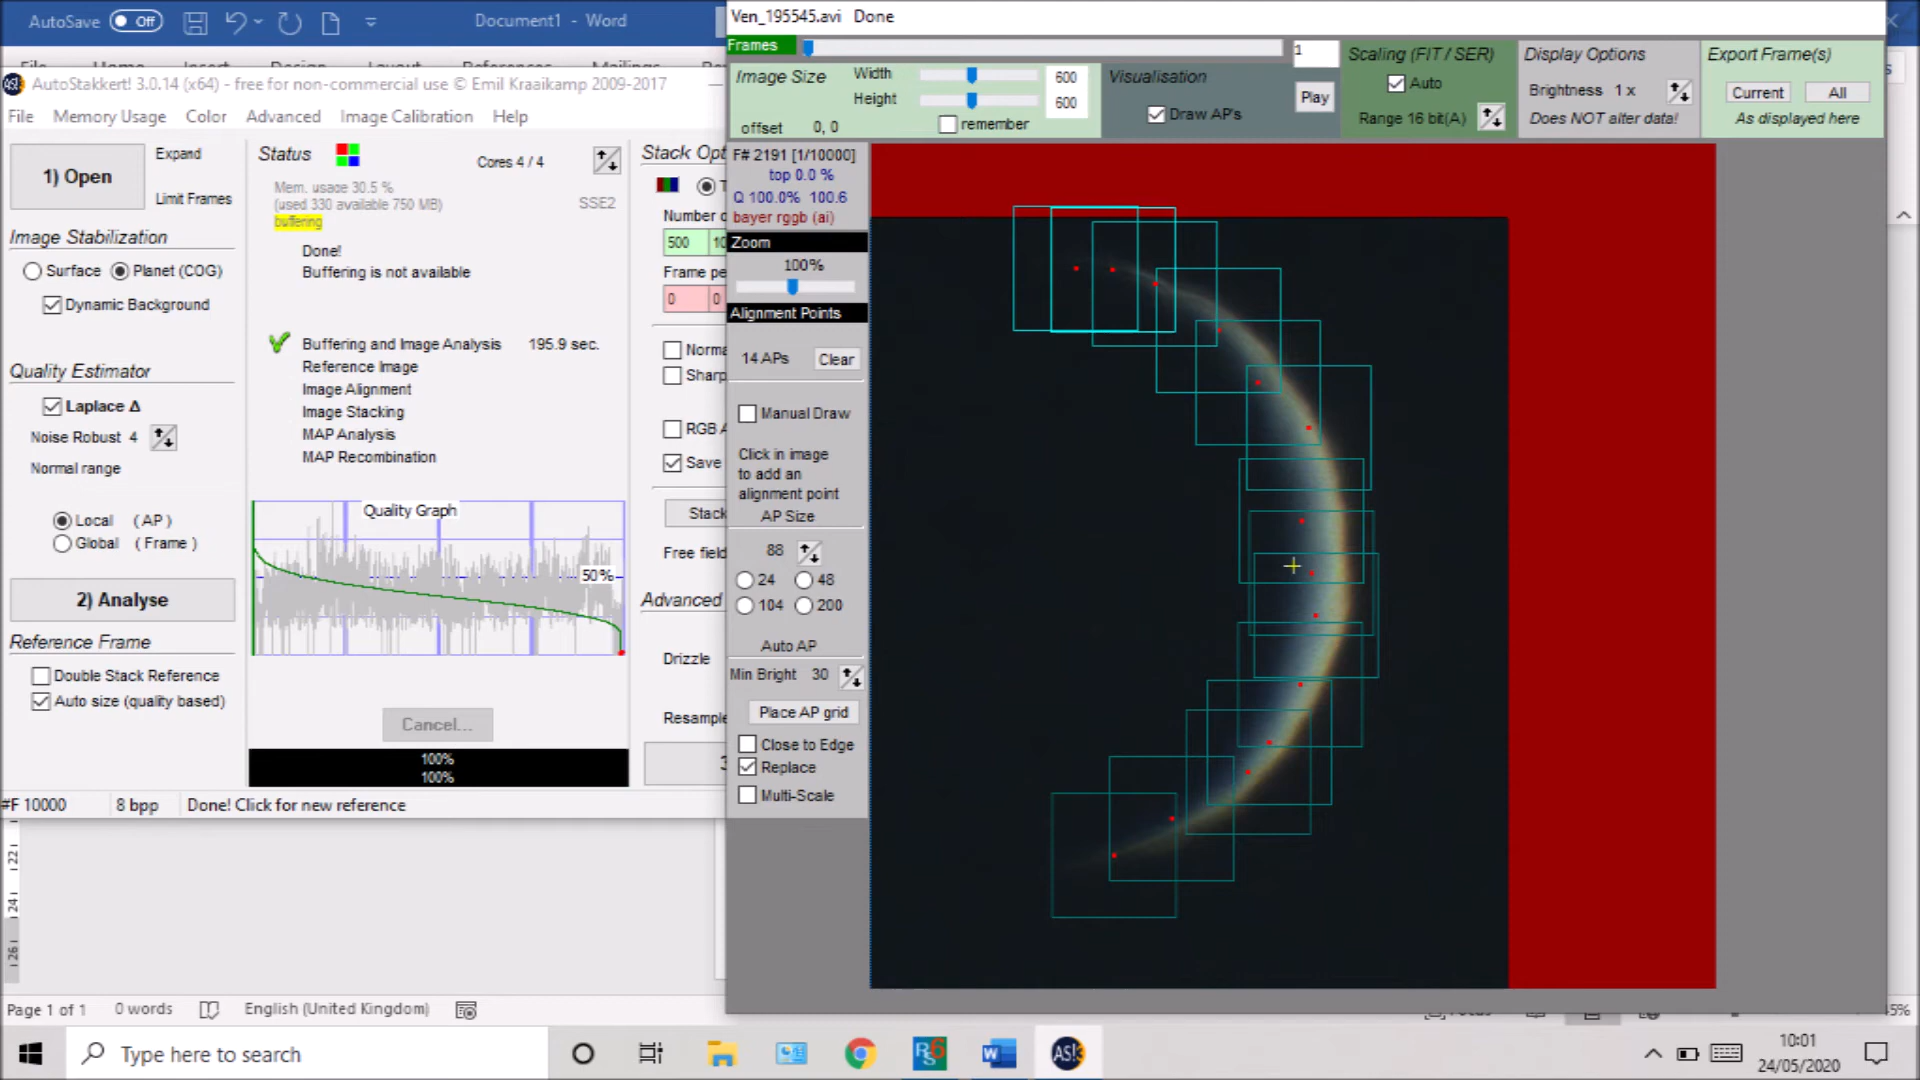 AutoSave Off
Document1 - Word
AutoStakkert! 3.0.14 (x64) - free for non-commercial use © Emil Kraaikamp 2009-2017
File Memory Usage Color Advanced Image Calibration Help
1) Open
Expand
Limit Frames
Image Stabilization
Surface Planet (COG)
Dynamic Background
Quality Estimator
Laplace Δ
Noise Robust 4
Normal range
Local (AP)
Global (Frame)
2) Analyse
Reference Frame
Double Stack Reference
Auto size (quality based)
Status
Cores 4 / 4
Mem. usage 30.5 %
(used 330 available 750 MB)
SSE2
buffering
Done!
Buffering is not available
Buffering and Image Analysis 195.9 sec.
Reference Image
Image Alignment
Image Stacking
MAP Analysis
MAP Recombination
Quality Graph
50%
Cancel...
100%
100%
#F 10000 8 bpp Done! Click for new reference
Stack Opt
T
Number o
500 10
Frame pe
0 0
Norma
Sharp
RGB A
Save
Stack
Free field
Advanced
Drizzle
Resample
3
Ven_195545.avi Done
Frames 1
Image Size
Width 600
Height 600
offset 0, 0
remember
Visualisation
Draw AP's
Play
Scaling (FIT / SER)
Auto
Range 16 bit(A)
Display Options
Brightness 1 x
Does NOT alter data!
Export Frame(s)
Current All
As displayed here
F# 2191 [1/10000]
top 0.0 %
Q 100.0% 100.6
bayer rggb (ai)
Zoom
100%
Alignment Points
14 APs Clear
Manual Draw
Click in image
to add an
alignment point
AP Size
88
24 48
104 200
Auto AP
Min Bright 30
Place AP grid
Close to Edge
Replace
Multi-Scale
22
24
26
Page 1 of 1 0 words English (United Kingdom)
Type here to search
R6
W
AS!3
10:01
24/05/2020